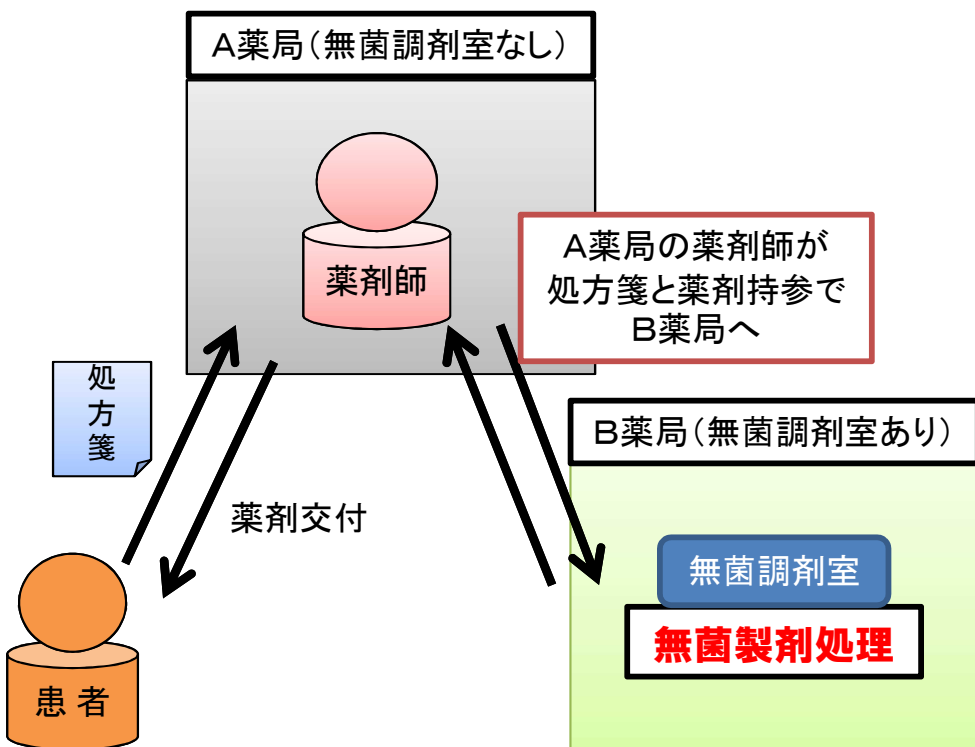 A薬局(無菌調剤室なし)
薬剤師
A薬局の薬剤師が
処方箋と薬剤持参で
B薬局へ
処
方
箋
B薬局(無菌調剤室あり)
薬剤交付
無菌調剤室
無菌製剤処理
患者